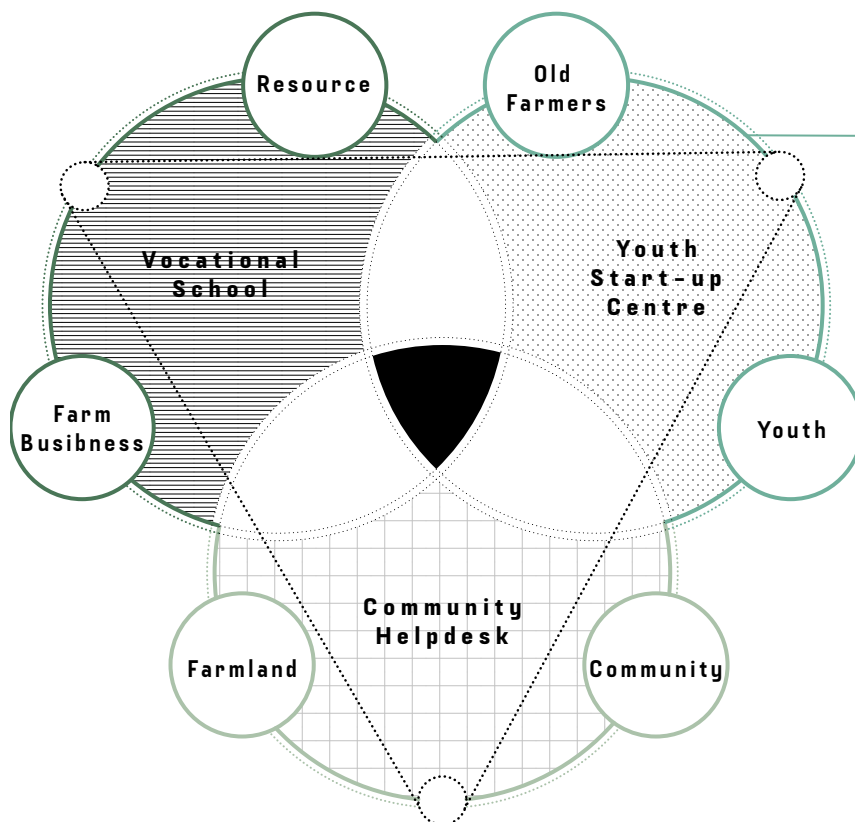 Resource
Old
Farmers
Vocational
School
Youth
Start-up
Centre
Farm
Busibness
Youth
Community
Helpdesk
Farmland
Community